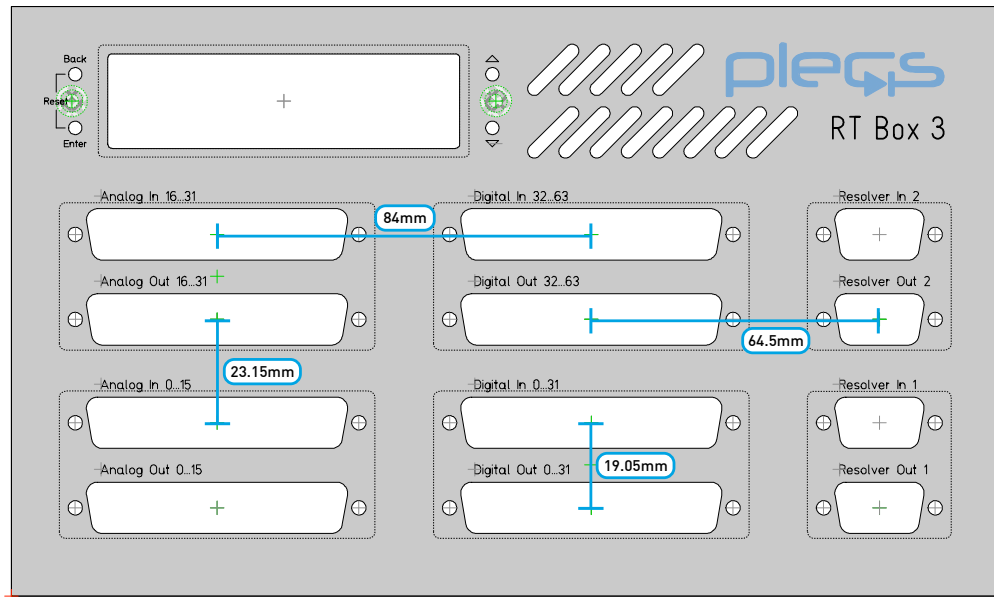 Back
plecs
Reset
RT Box 3
Enter
Analog In 16...31
Digital In 32...63
Resolver In 2
84mm
Analog Out 16...31
Digital Out 32...63
Resolver Out 2
64.5mm
23.15mm
Analog In 0...15
Digital In 0...31
Resolver In 1
19.05mm
Analog Out 0...15
Digital Out 0...31
Resolver Out 1